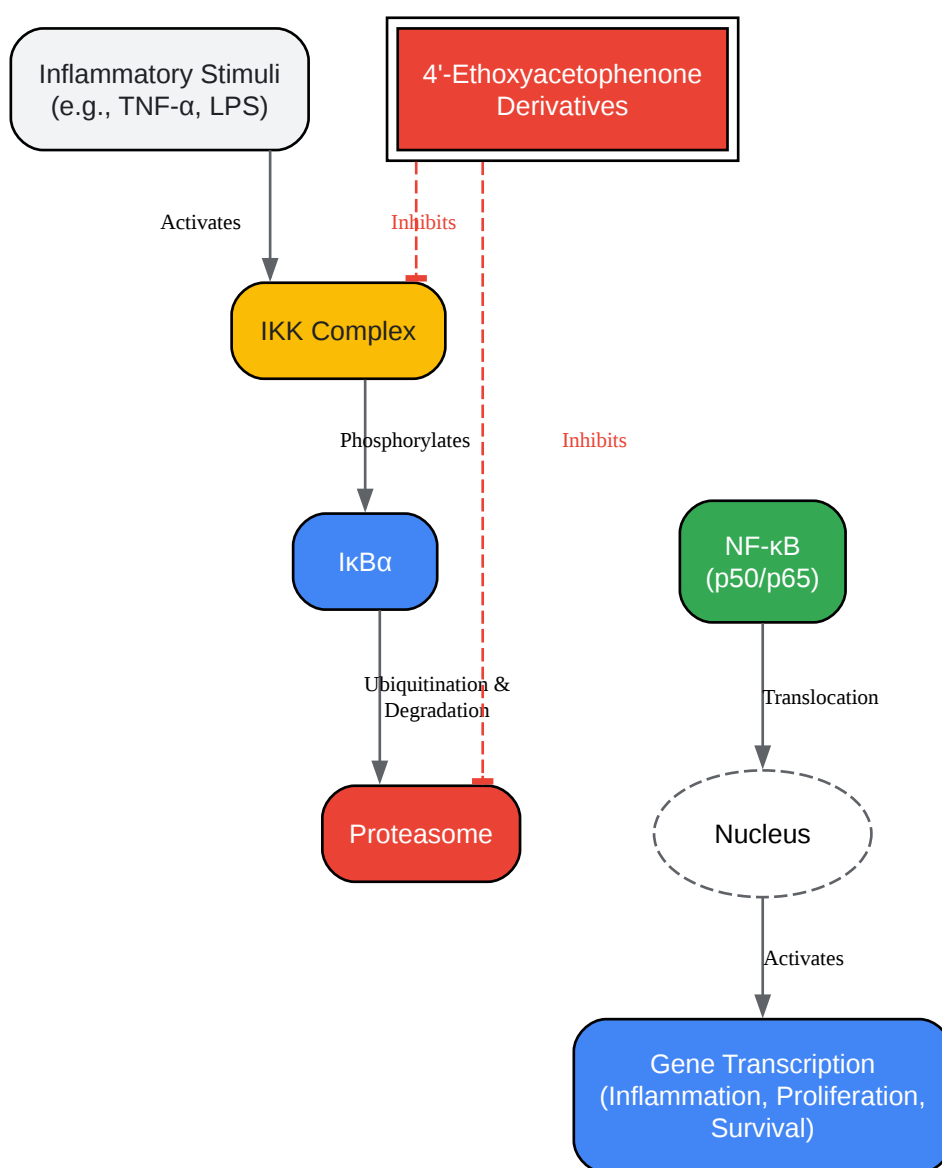 Inflammatory Stimuli
(e.g., TNF-α, LPS)
4'-Ethoxyacetophenone
Derivatives
Activates
Inhibits
IKK Complex
Phosphorylates
Inhibits
IκBα
NF-κB
(p50/p65)
Ubiquitination &
Degradation
Translocation
Proteasome
Nucleus
Activates
Gene Transcription
(Inflammation, Proliferation,
Survival)